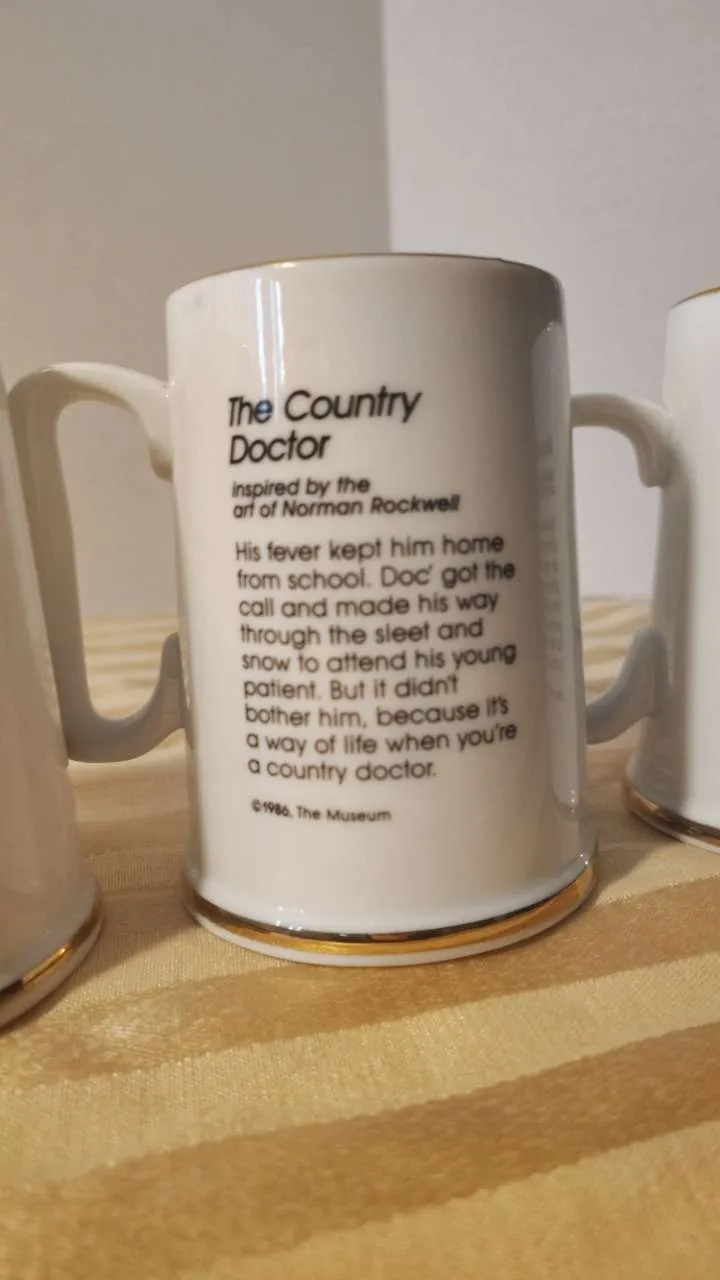 The Country
Doctor
inspired by the
art of Norman Rockwell
His fever kept him home
from school. Doc' got the
call and made his way
through the sleet and
snow to attend his young
patient. But it didn't
bother him, because it's
a way of life when you're
a country doctor.
©1986, The Museum